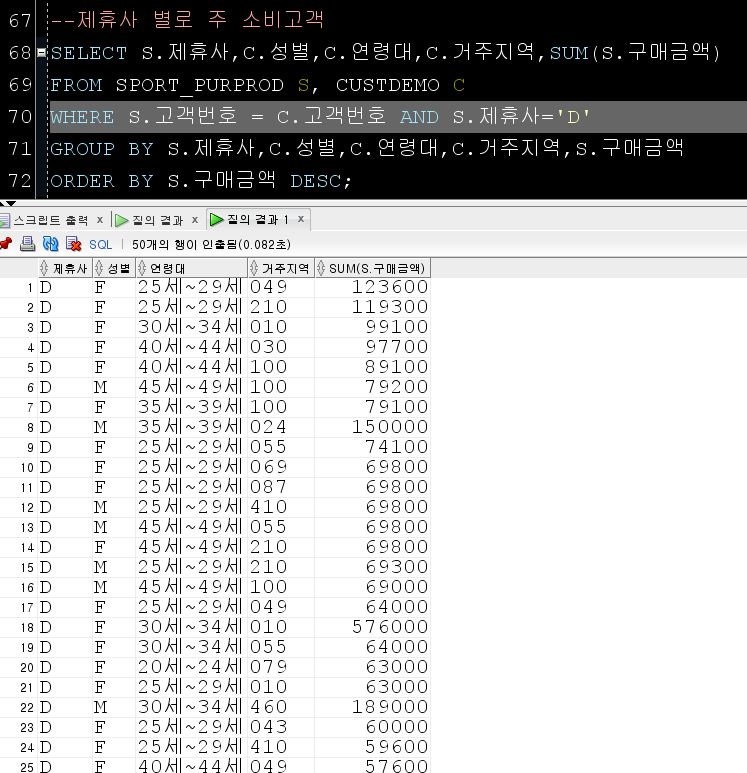 67 --제휴사 별로 주 소비고객
68 SELECT S.제휴사,C.성별,C.연령대,C.거주지역,SUM(S.구매금액)
69 FROM SPORT_PURPROD S, CUSTDEMO C
70 WHERE S.고객번호 = C.고객번호 AND S.제휴사='D'
71 GROUP BY S.제휴사,C.성별,C.연령대,C.거주지역,S.구매금액
72 ORDER BY S.구매금액 DESC;
스크립트 출력 x 질의 결과 x 질의 결과 1 x
SQL | 50개의 행이 인출됨(0.082초)
제휴사 성별 연령대 거주지역 SUM(S.구매금액)
1 D F 25세~29세 049 123600
2 D F 25세~29세 210 119300
3 D F 30세~34세 010 99100
4 D F 40세~44세 030 97700
5 D F 40세~44세 100 89100
6 D M 45세~49세 100 79200
7 D F 35세~39세 100 79100
8 D M 35세~39세 024 150000
9 D F 25세~29세 055 74100
10 D F 25세~29세 069 69800
11 D F 25세~29세 087 69800
12 D M 25세~29세 410 69800
13 D M 45세~49세 055 69800
14 D F 45세~49세 210 69800
15 D M 25세~29세 210 69300
16 D M 45세~49세 100 69000
17 D F 25세~29세 049 64000
18 D F 30세~34세 010 576000
19 D F 30세~34세 055 64000
20 D F 20세~24세 079 63000
21 D F 25세~29세 010 63000
22 D M 30세~34세 460 189000
23 D F 25세~29세 043 60000
24 D F 25세~29세 410 59600
25 D F 40세~44세 049 57600